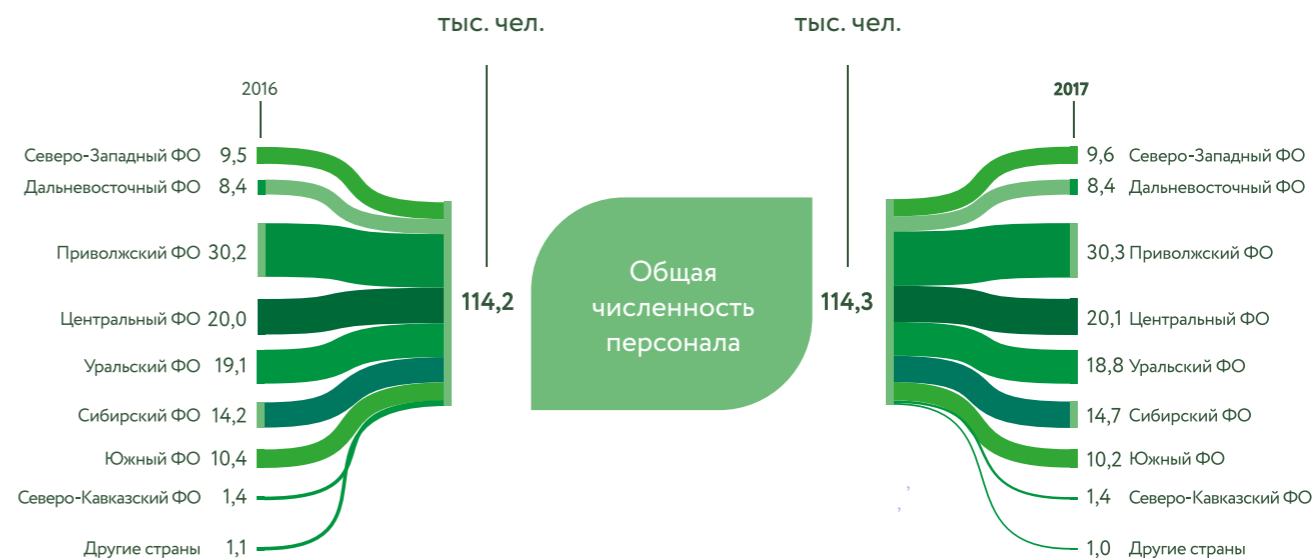 тыс. чел.
тыс. чел.
2016
Северо-Западный ФО 9,5
Дальневосточный ФО 8,4
Приволжский ФО 30,2
Центральный ФО 20,0
Уральский ФО 19,1
Сибирский ФО 14,2
Южный ФО 10,4
Северо-Кавказский ФО 1,4
Другие страны 1,1
114,2
Общая
численность
персонала
114,3
2017
9,6 Северо-Западный ФО
8,4 Дальневосточный ФО
30,3 Приволжский ФО
20,1 Центральный ФО
18,8 Уральский ФО
14,7 Сибирский ФО
10,2 Южный ФО
1,4 Северо-Кавказский ФО
1,0 Другие страны